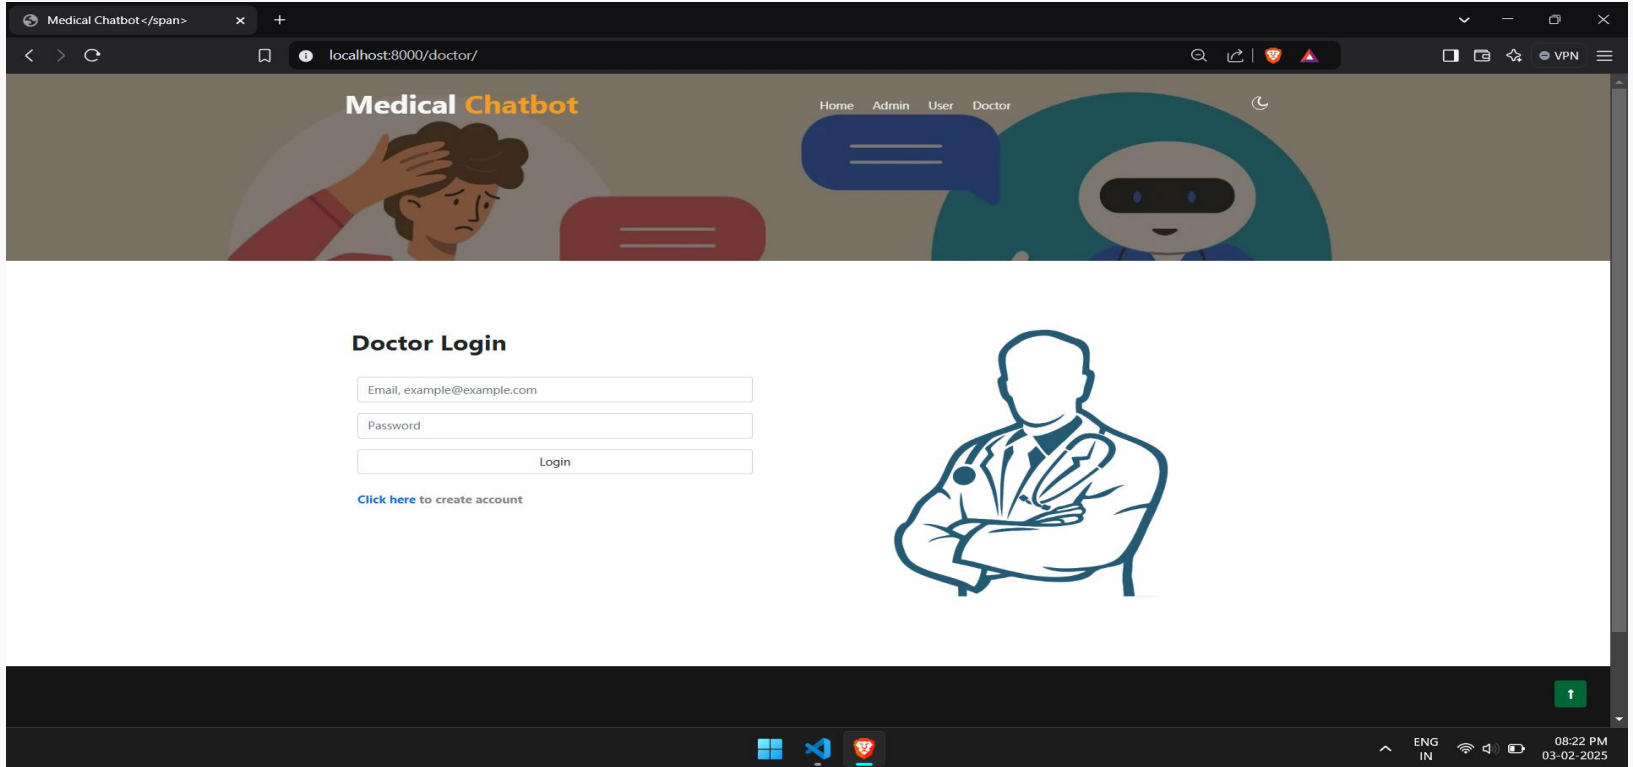 Medical Chatbot</span>
localhost:8000/doctor/
VPN
Medical Chatbot
Home Admin User Doctor
Doctor Login
Email, example@example.com
Password
Login
Click here to create account
ENG
IN
08:22 PM
03-02-2025